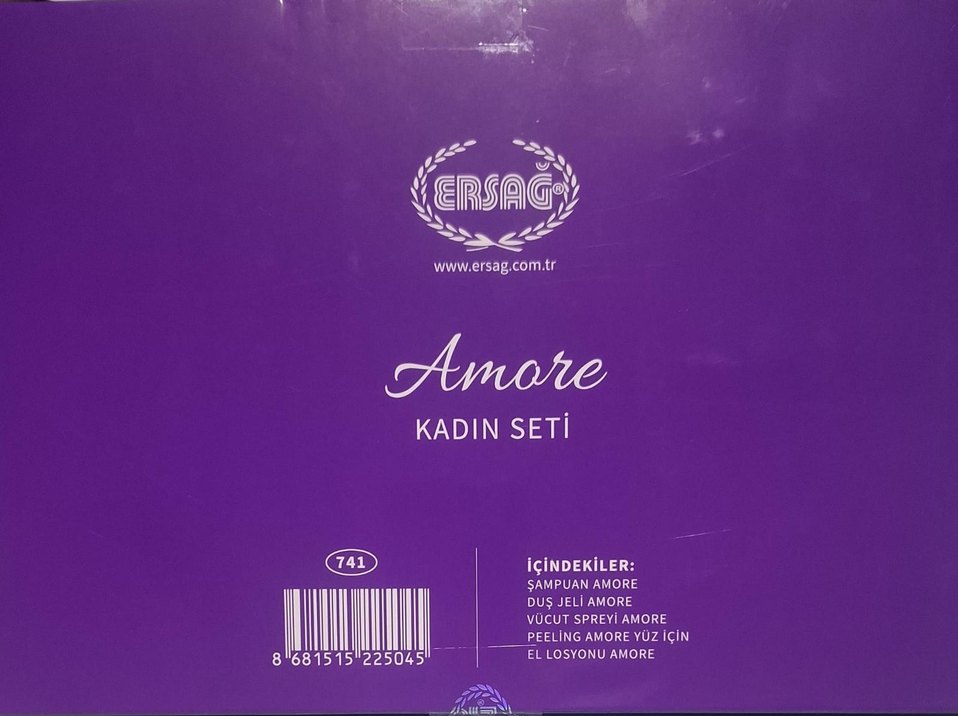 ERSAĞ®
www.ersag.com.tr
Amore
KADIN SETİ
741
8 681515 225045
İÇİNDEKİLER:
ŞAMPUAN AMORE
DUŞ JELİ AMORE
VÜCUT SPREYİ AMORE
PEELING AMORE YÜZ İÇİN
EL LOSYONU AMORE